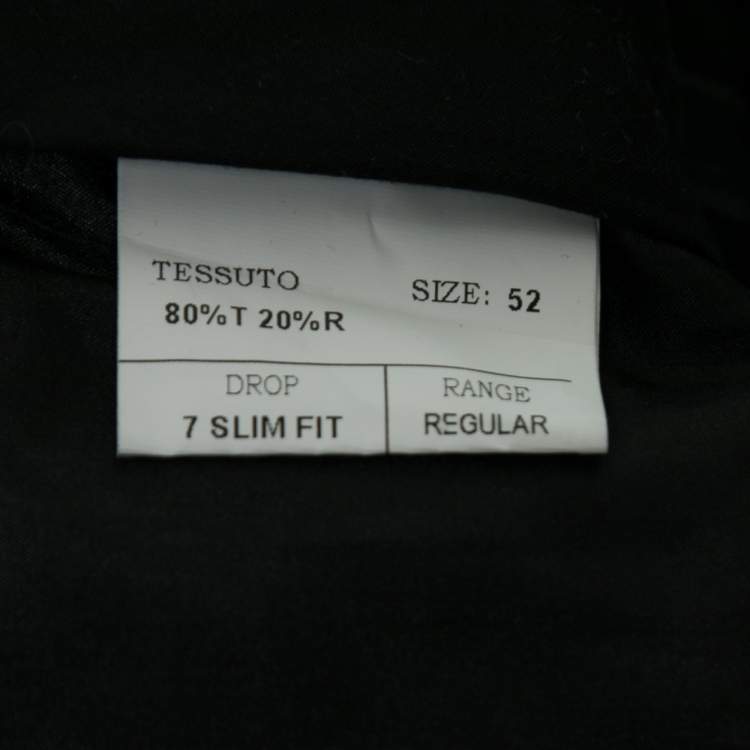 TESSUTO
80%T 20%R
SIZE: 52
DROP
7 SLIM FIT
RANGE
REGULAR